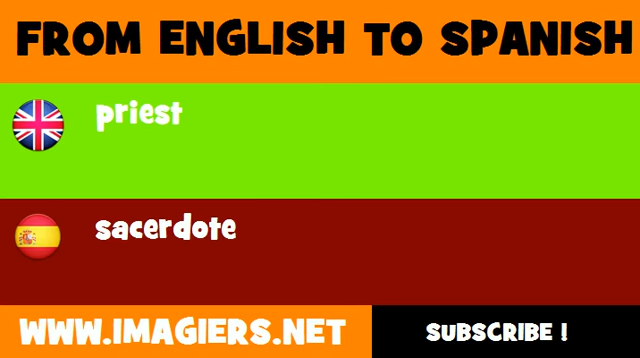 FROM ENGLISH TO SPANISH
priest
sacerdote
WWW.IMAGIERS.NET
SUBSCRIBE !